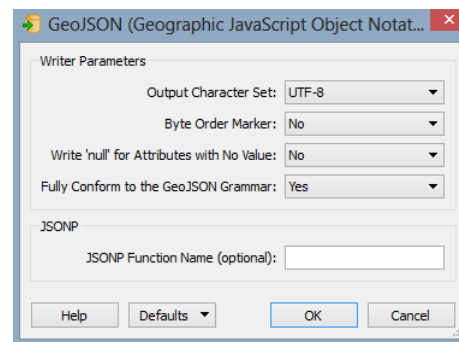 GeoJSON (Geographic JavaScript Object Notat...
Writer Parameters
Output Character Set: UTF-8
Byte Order Marker: No
Write 'null' for Attributes with No Value: No
Fully Conform to the GeoJSON Grammar: Yes
JSONP
JSONP Function Name (optional):
Help Defaults OK Cancel